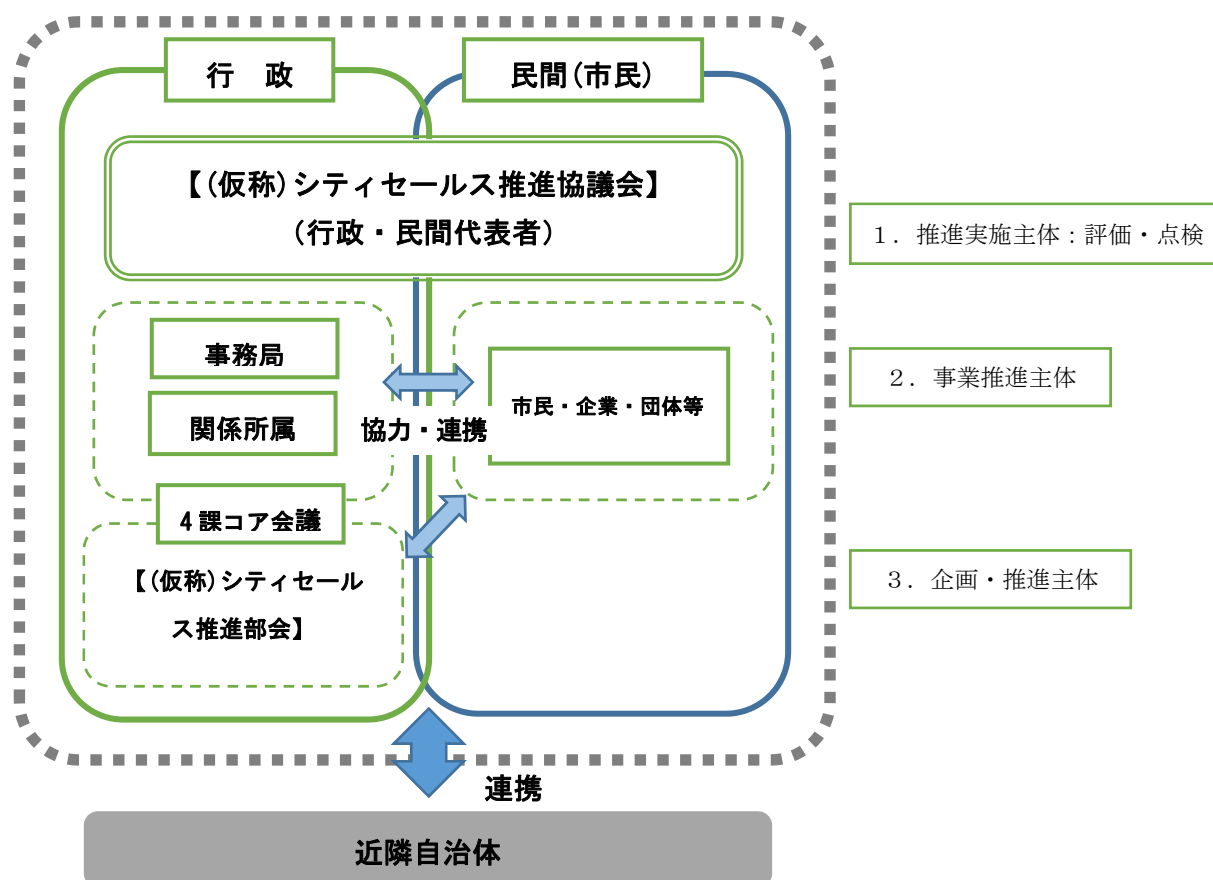 行　政
民間(市民)
【(仮称)シティセールス推進協議会】
(行政・民間代表者)
１．推進実施主体：評価・点検
事務局
関係所属
協力・連携
市民・企業・団体等
２．事業推進主体
4課コア会議
【(仮称)シティセール
ス推進部会】
３．企画・推進主体
連携
近隣自治体